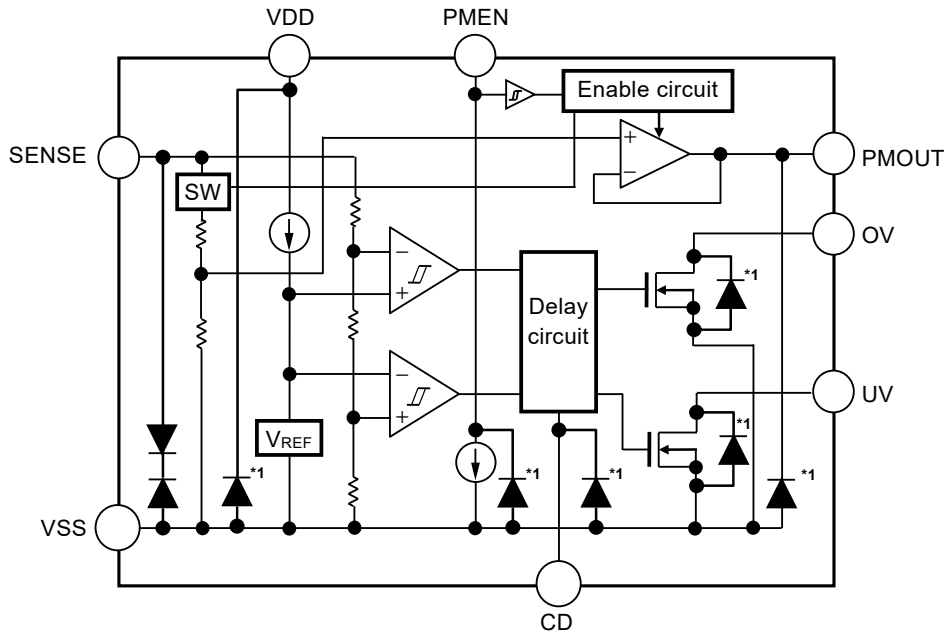 VDD
PMEN
Enable circuit
SENSE
+
−
PMOUT
SW
OV
−
+
*1
Delay
circuit
−
+
UV
VREF
*1
*1
*1
*1
*1
VSS
CD